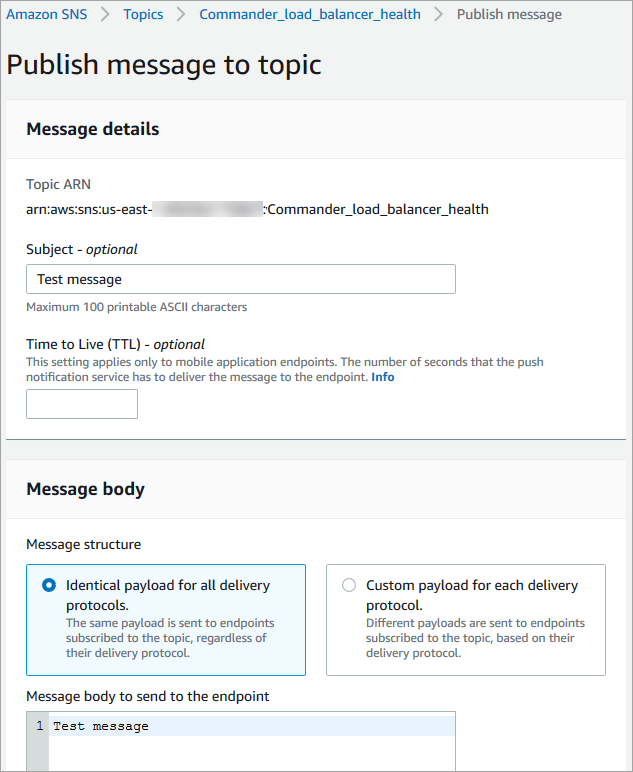 Amazon SNS > Topics > Commander_load_balancer_health > Publish message
Publish message to topic
Message details
Topic ARN
arn:aws:sns:us-east- :Commander_load_balancer_health
Subject - optional
Test message
Maximum 100 printable ASCII characters
Time to Live (TTL) - optional
This setting applies only to mobile application endpoints. The number of seconds that the push
notification service has to deliver the message to the endpoint. Info
Message body
Message structure
Identical payload for all delivery
protocols.
The same payload is sent to endpoints
subscribed to the topic, regardless of
their delivery protocol.
Custom payload for each delivery
protocol.
Different payloads are sent to endpoints
subscribed to the topic, based on their
delivery protocol.
Message body to send to the endpoint
1 Test message